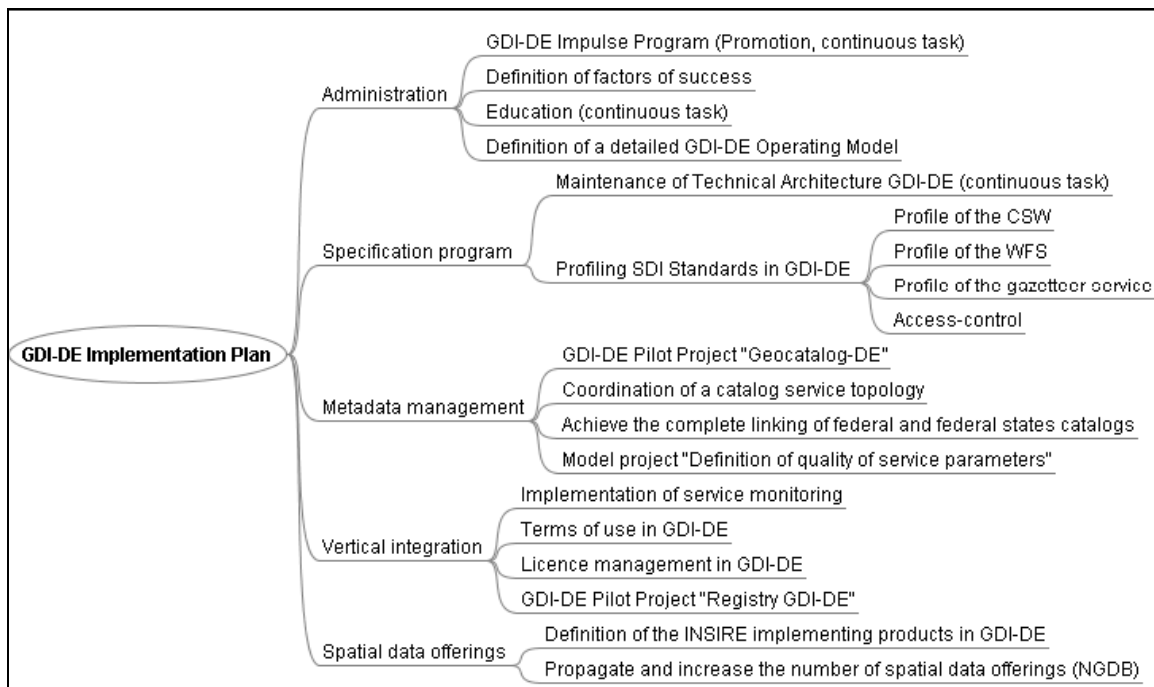 GDI-DE Implementation Plan
Administration
GDI-DE Impulse Program (Promotion, continuous task)
Definition of factors of success
Education (continuous task)
Definition of a detailed GDI-DE Operating Model
Specification program
Maintenance of Technical Architecture GDI-DE (continuous task)
Profiling SDI Standards in GDI-DE
Profile of the CSW
Profile of the WFS
Profile of the gazetteer service
Access-control
Metadata management
GDI-DE Pilot Project "Geocatalog-DE"
Coordination of a catalog service topology
Achieve the complete linking of federal and federal states catalogs
Model project "Definition of quality of service parameters"
Vertical integration
Implementation of service monitoring
Terms of use in GDI-DE
Licence management in GDI-DE
GDI-DE Pilot Project "Registry GDI-DE"
Spatial data offerings
Definition of the INSIRE implementing products in GDI-DE
Propagate and increase the number of spatial data offerings (NGDB)